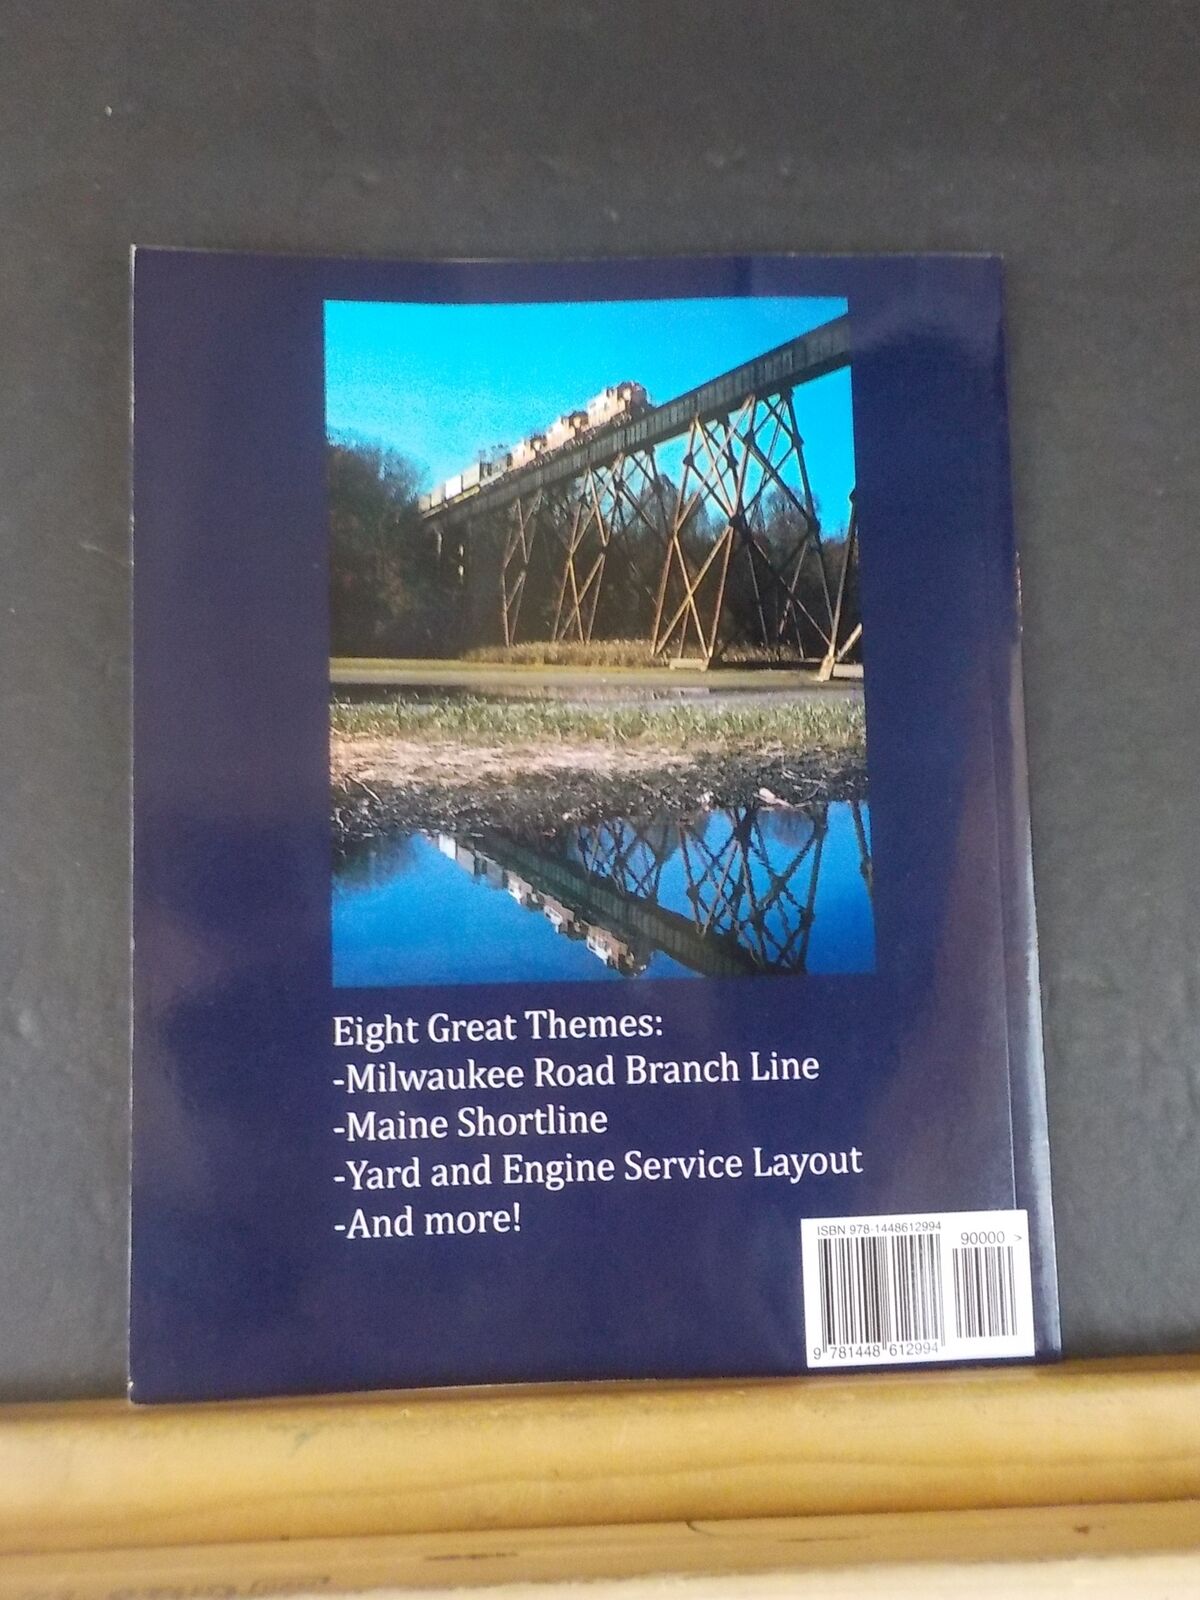 Eight Great Themes:
-Milwaukee Road Branch Line
-Maine Shortline
-Yard and Engine Service Layout
-And more!
ISBN 978-1448612994
90000 >
9 781448 612994